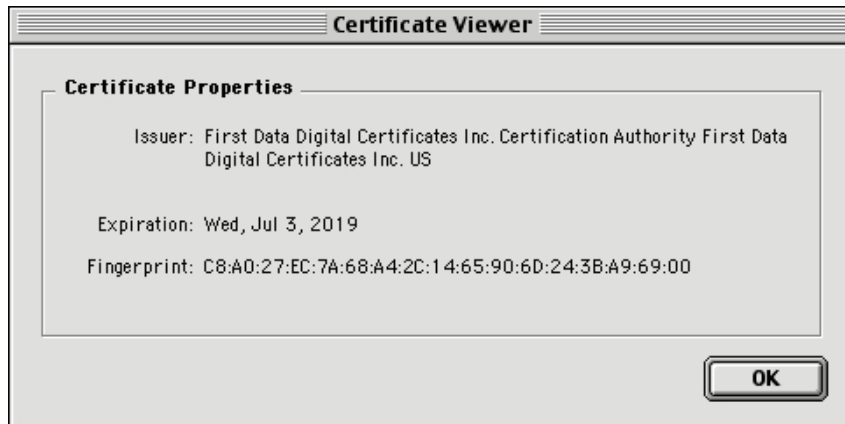 Certificate Viewer
Certificate Properties
Issuer: First Data Digital Certificates Inc. Certification Authority First Data
Digital Certificates Inc. US
Expiration: Wed, Jul 3, 2019
Fingerprint: C8:A0:27:EC:7A:68:A4:2C:14:65:90:6D:24:3B:A9:69:00
OK